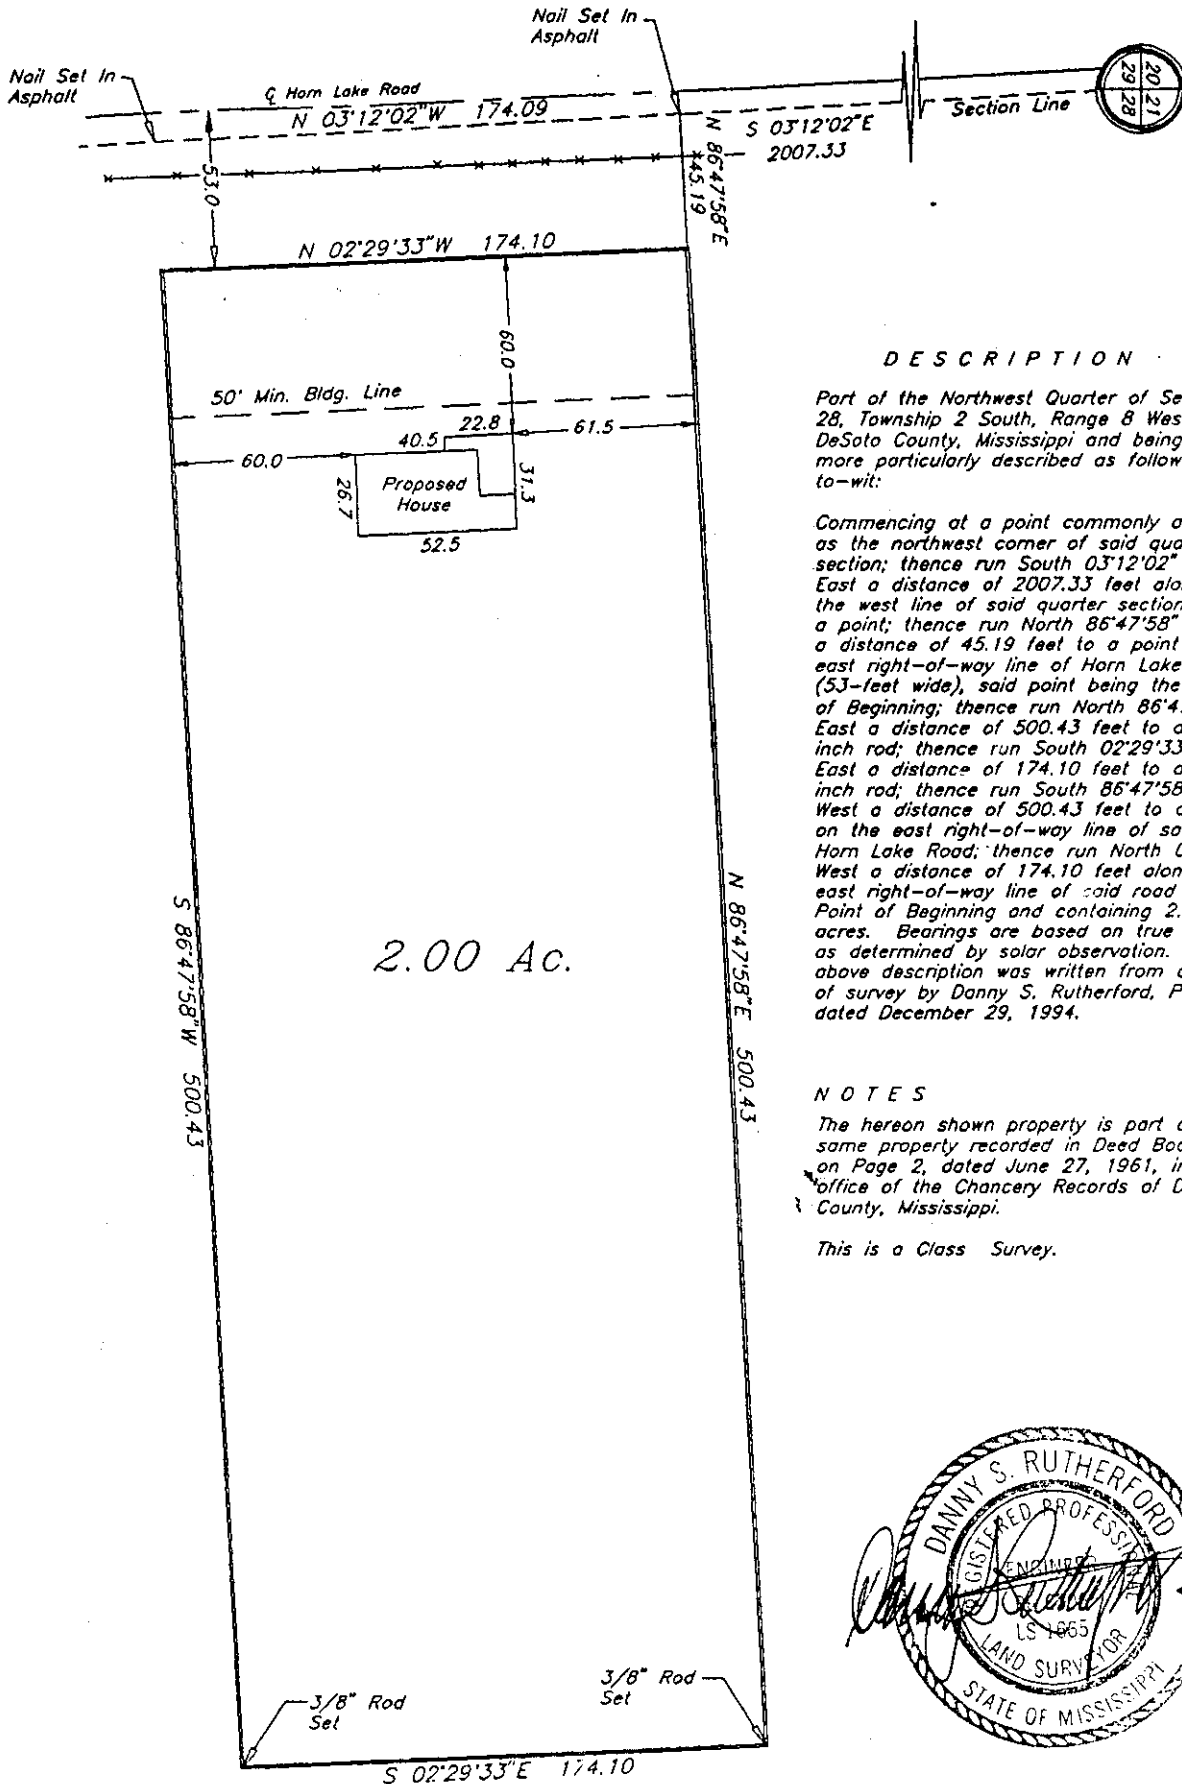 Nail Set In
Asphalt
Nail Set In
Asphalt
℄ Horn Lake Road
N 03°12'02"W 174.09
S 03°12'02"E
2007.33
Section Line
20 21
29 28
N 86°47'58"E
45.19
53.0
N 02°29'33"W 174.10
60.0
50' Min. Bldg. Line
22.8
40.5
61.5
60.0
26.7
Proposed
House
31.3
52.5
S 86°47'58"W 500.43
2.00 Ac.
N 86°47'58"E 500.43
3/8" Rod
Set
3/8" Rod
Set
S 02°29'33"E 174.10
DESCRIPTION
Part of the Northwest Quarter of Se
28, Township 2 South, Range 8 Wes
DeSoto County, Mississippi and being
more particularly described as follow
to-wit:
Commencing at a point commonly a
as the northwest corner of said qua
section; thence run South 03°12'02"
East a distance of 2007.33 feet alo
the west line of said quarter section
a point; thence run North 86°47'58"
a distance of 45.19 feet to a point
east right-of-way line of Horn Lake
(53-feet wide), said point being the
of Beginning; thence run North 86°4
East a distance of 500.43 feet to a
inch rod; thence run South 02°29'33
East a distance of 174.10 feet to a
inch rod; thence run South 86°47'58
West a distance of 500.43 feet to a
on the east right-of-way line of sa
Horn Lake Road; thence run North 0
West a distance of 174.10 feet alon
east right-of-way line of said road
Point of Beginning and containing 2.
acres. Bearings are based on true
as determined by solar observation.
above description was written from a
of survey by Danny S. Rutherford, P
dated December 29, 1994.
NOTES
The hereon shown property is part o
same property recorded in Deed Boo
on Page 2, dated June 27, 1961, in
office of the Chancery Records of D
County, Mississippi.
This is a Class Survey.
DANNY S. RUTHERFORD
REGISTERED PROFESSIONAL
ENGINEER
LS 1665
LAND SURVEYOR
STATE OF MISSISSIPPI